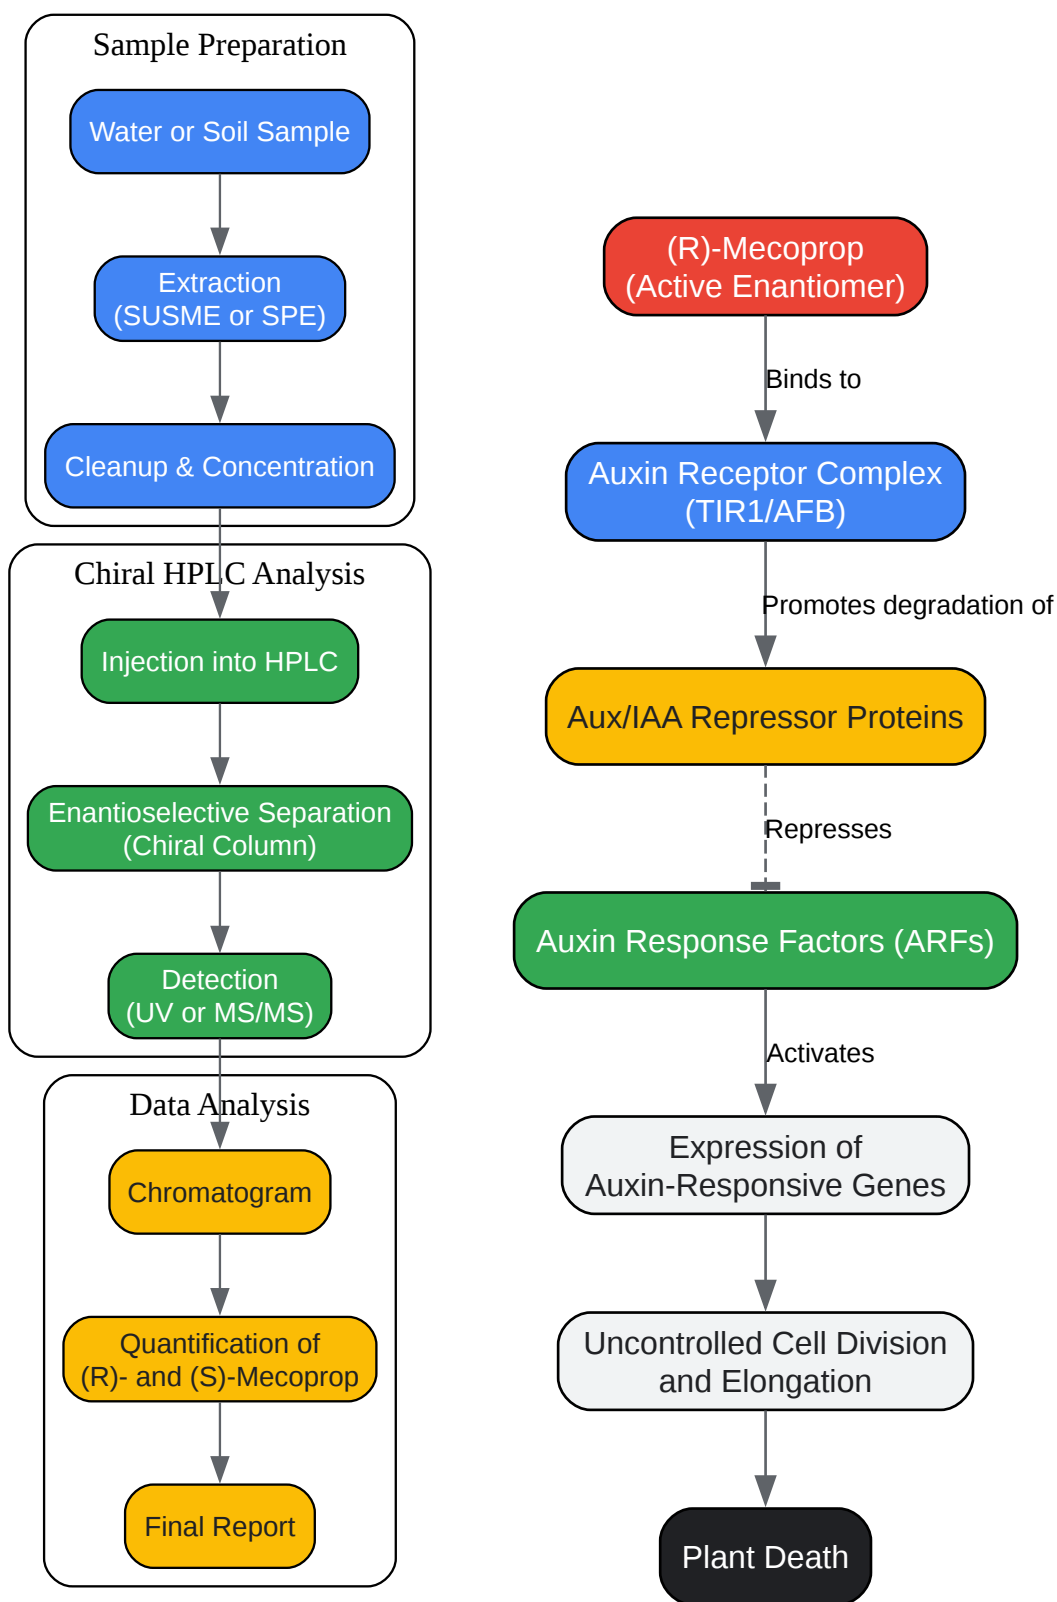 Sample Preparation
Water or Soil Sample
Extraction
(SUSME or SPE)
Cleanup & Concentration
Chiral HPLC Analysis
Injection into HPLC
Enantioselective Separation
(Chiral Column)
Detection
(UV or MS/MS)
Data Analysis
Chromatogram
Quantification of
(R)- and (S)-Mecoprop
Final Report
(R)-Mecoprop
(Active Enantiomer)
Binds to
Auxin Receptor Complex
(TIR1/AFB)
Promotes degradation of
Aux/IAA Repressor Proteins
Represses
Auxin Response Factors (ARFs)
Activates
Expression of
Auxin-Responsive Genes
Uncontrolled Cell Division
and Elongation
Plant Death